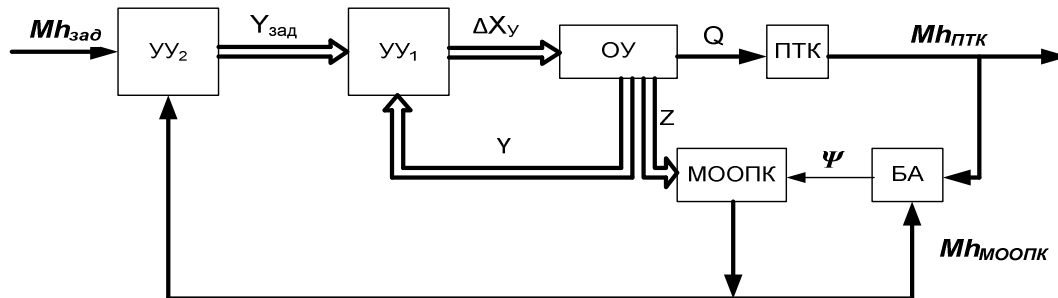 Mhзад
УУ2
Yзад
УУ1
ΔXУ
ОУ
Q
ПТК
MhПТК
Y
Z
МООПК
Ψ
БА
MhМООПК